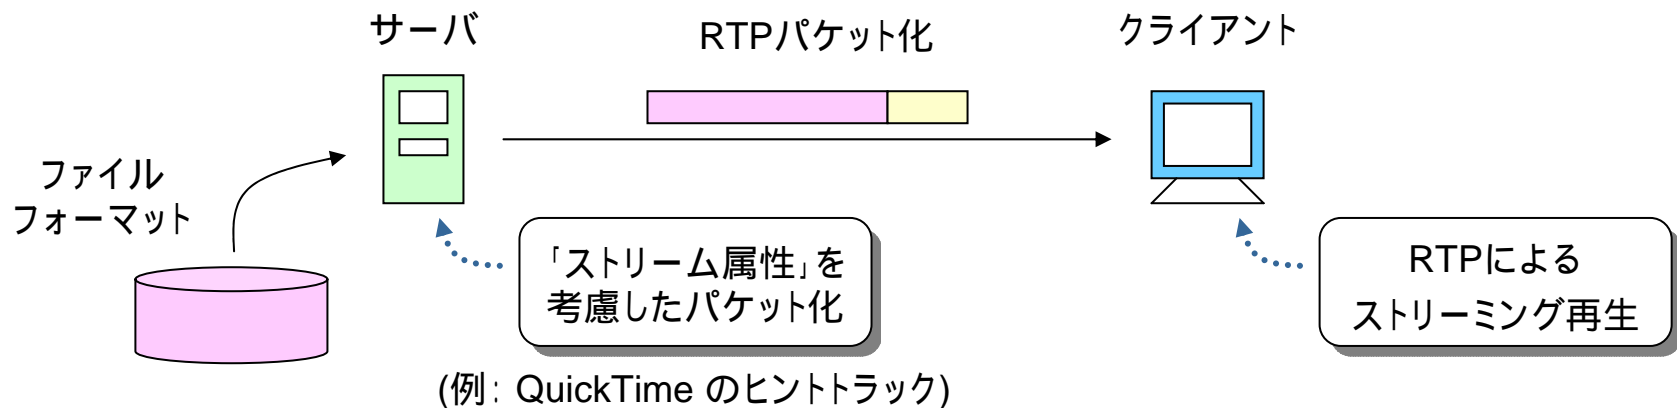 サーバ
RTPパケット化
クライアント
ファイル
フォーマット
「ストリーム属性」を
考慮したパケット化
RTPによる
ストリーミング再生
(例: QuickTime のヒントトラック)